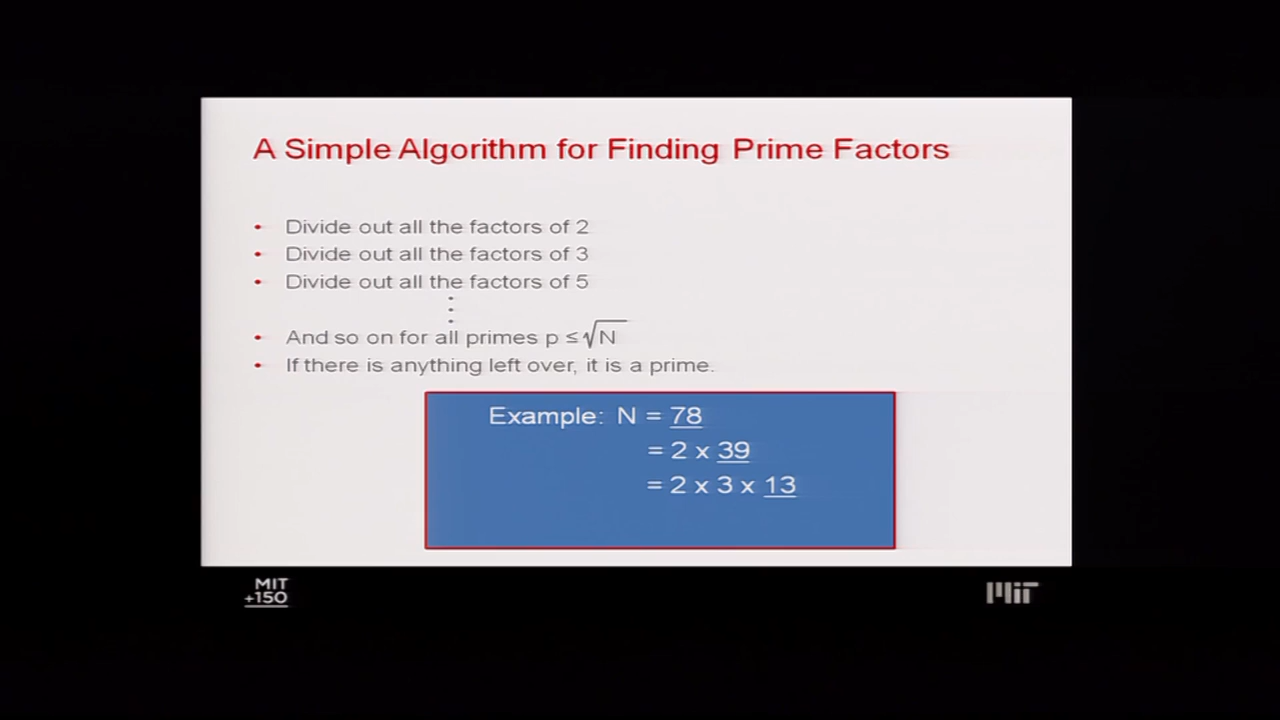 A Simple Algorithm for Finding Prime Factors
• Divide out all the factors of 2
• Divide out all the factors of 3
• Divide out all the factors of 5
⋮
• And so on for all primes p ≤ √N
• If there is anything left over, it is a prime.
Example: N = 78
= 2 x 39
= 2 x 3 x 13
MIT
+150
MIT